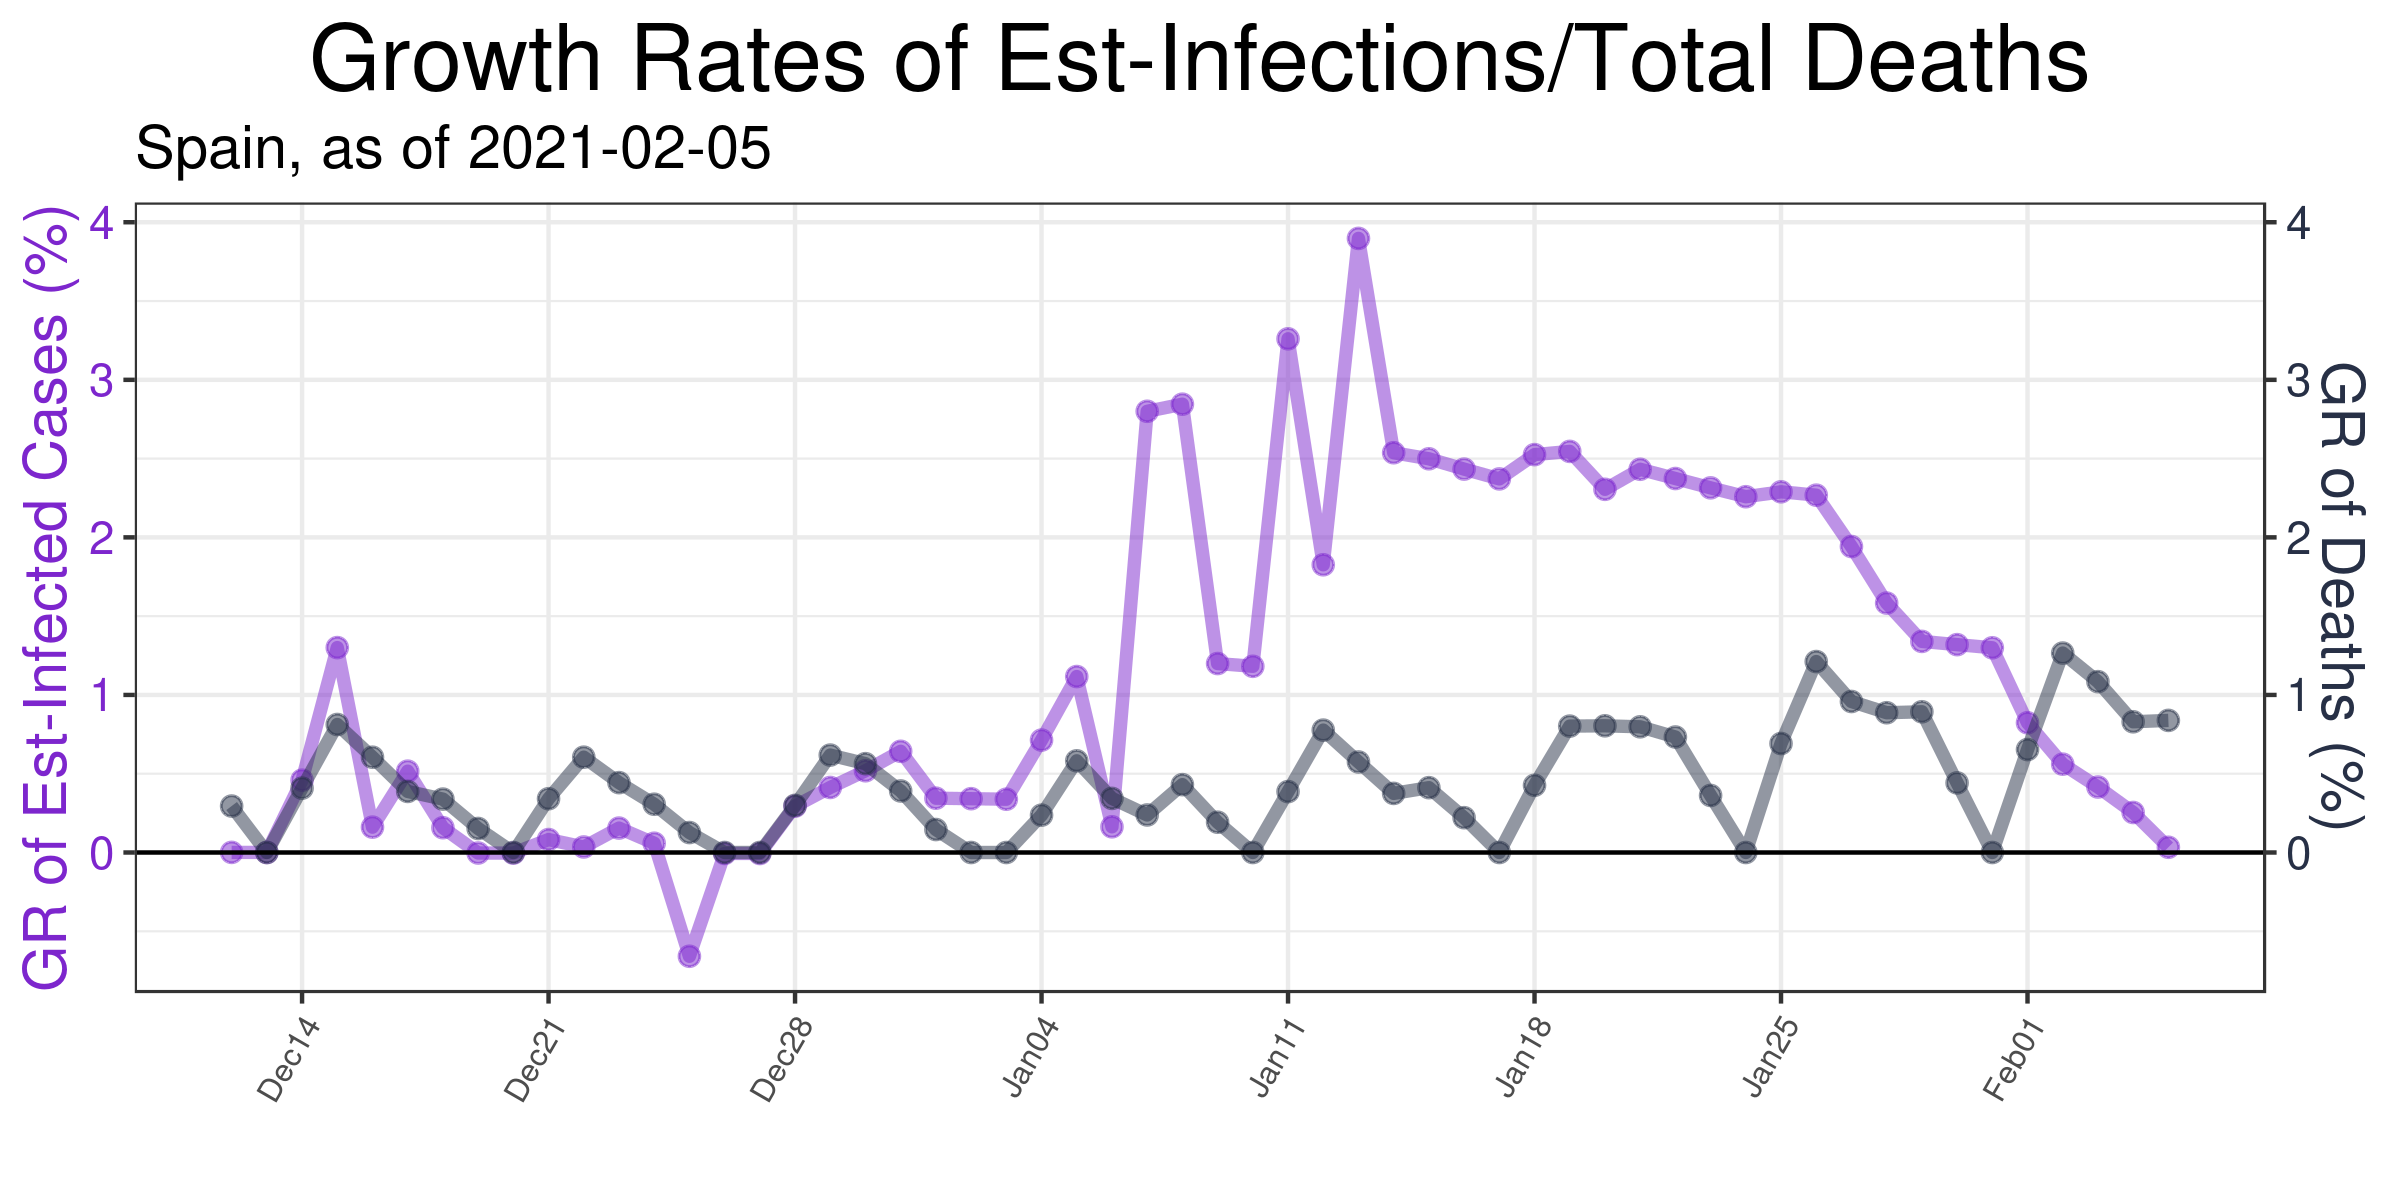 Growth Rates of Est-Infections/Total Deaths
Spain, as of 2021-02-05
GR of Est-Infected Cases (%)
4
3
2
1
0
4
3
2
1
0
GR of Deaths (%)
Dec14
Dec21
Dec28
Jan04
Jan11
Jan18
Jan25
Feb01